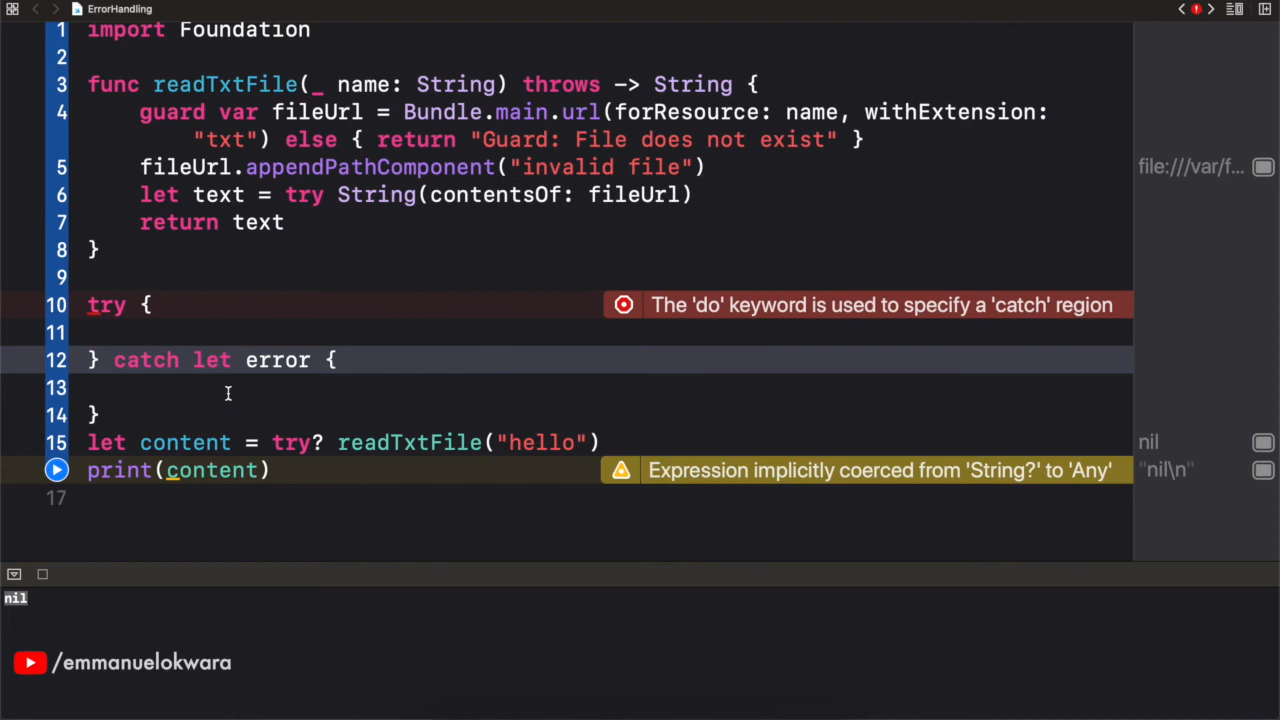 ErrorHandling
1 import Foundation
2
3 func readTxtFile(_ name: String) throws -> String {
4 guard var fileUrl = Bundle.main.url(forResource: name, withExtension:
"txt") else { return "Guard: File does not exist" }
5 fileUrl.appendPathComponent("invalid file") file:///var/f...
6 let text = try String(contentsOf: fileUrl)
7 return text
8 }
9
10 try { The 'do' keyword is used to specify a 'catch' region
11
12 } catch let error {
13
14 }
15 let content = try? readTxtFile("hello") nil
print(content) Expression implicitly coerced from 'String?' to 'Any' "nil\n"
17
nil
/emmanuelokwara